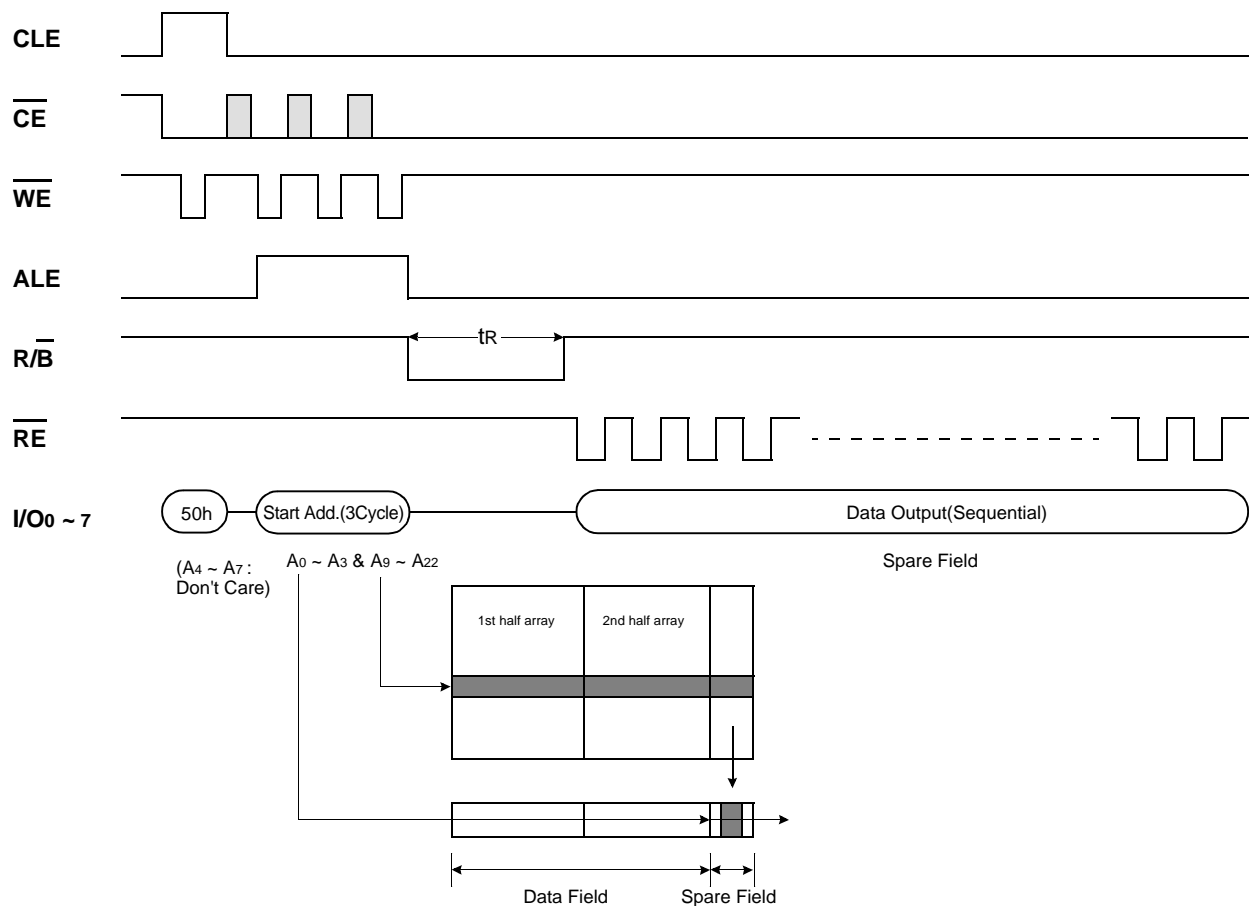 CLE
CE
WE
ALE
R/B
tR
RE
I/O0 ~ 7
50h
Start Add.(3Cycle)
Data Output(Sequential)
(A4 ~ A7 :
Don't Care)
A0 ~ A3 & A9 ~ A22
Spare Field
1st half array
2nd half array
Data Field
Spare Field